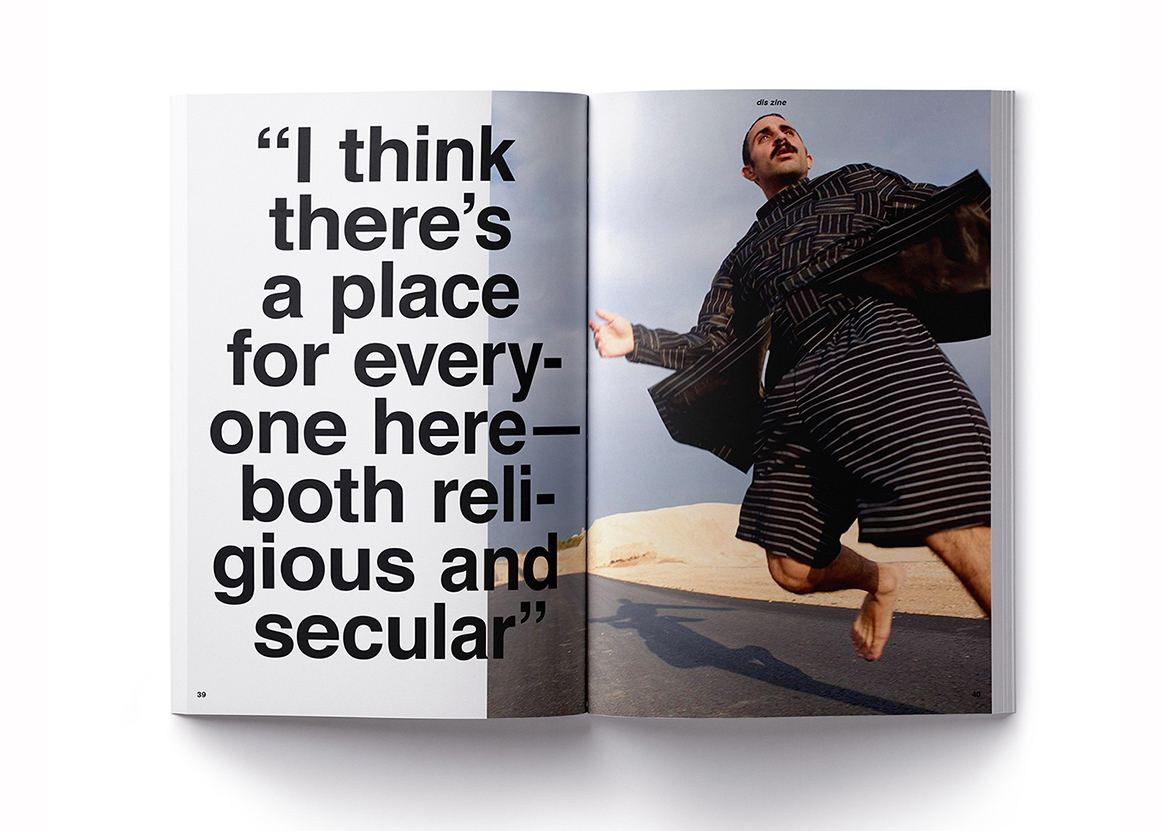 “I think
there’s
a place
for every-
one here—
both reli-
gious and
secular”
39
dis zine
40